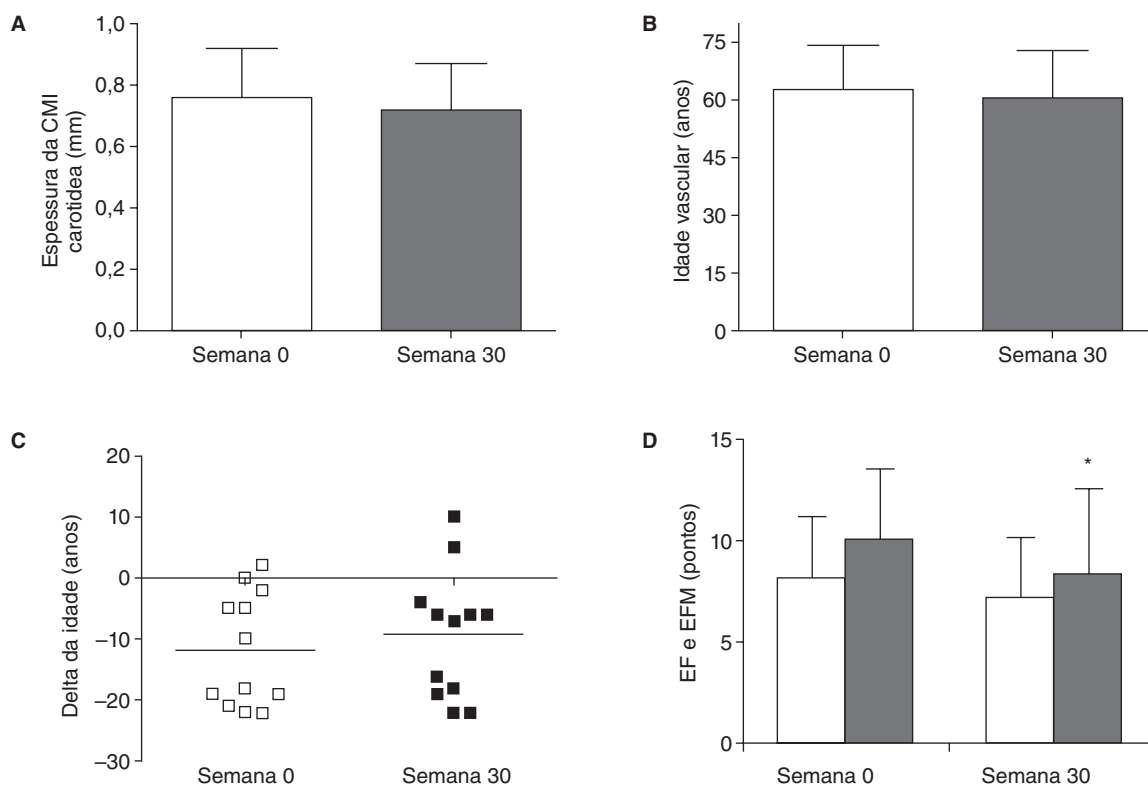 A
Espessura da CMI
carotidea (mm)
1,0
0,8
0,6
0,4
0,2
0,0
Semana 0
Semana 30
B
Idade vascular (anos)
75
60
45
30
15
0
Semana 0
Semana 30
C
Delta da idade (anos)
20
10
0
–10
–20
–30
Semana 0
Semana 30
D
EF e EFM (pontos)
15
10
5
0
*
Semana 0
Semana 30